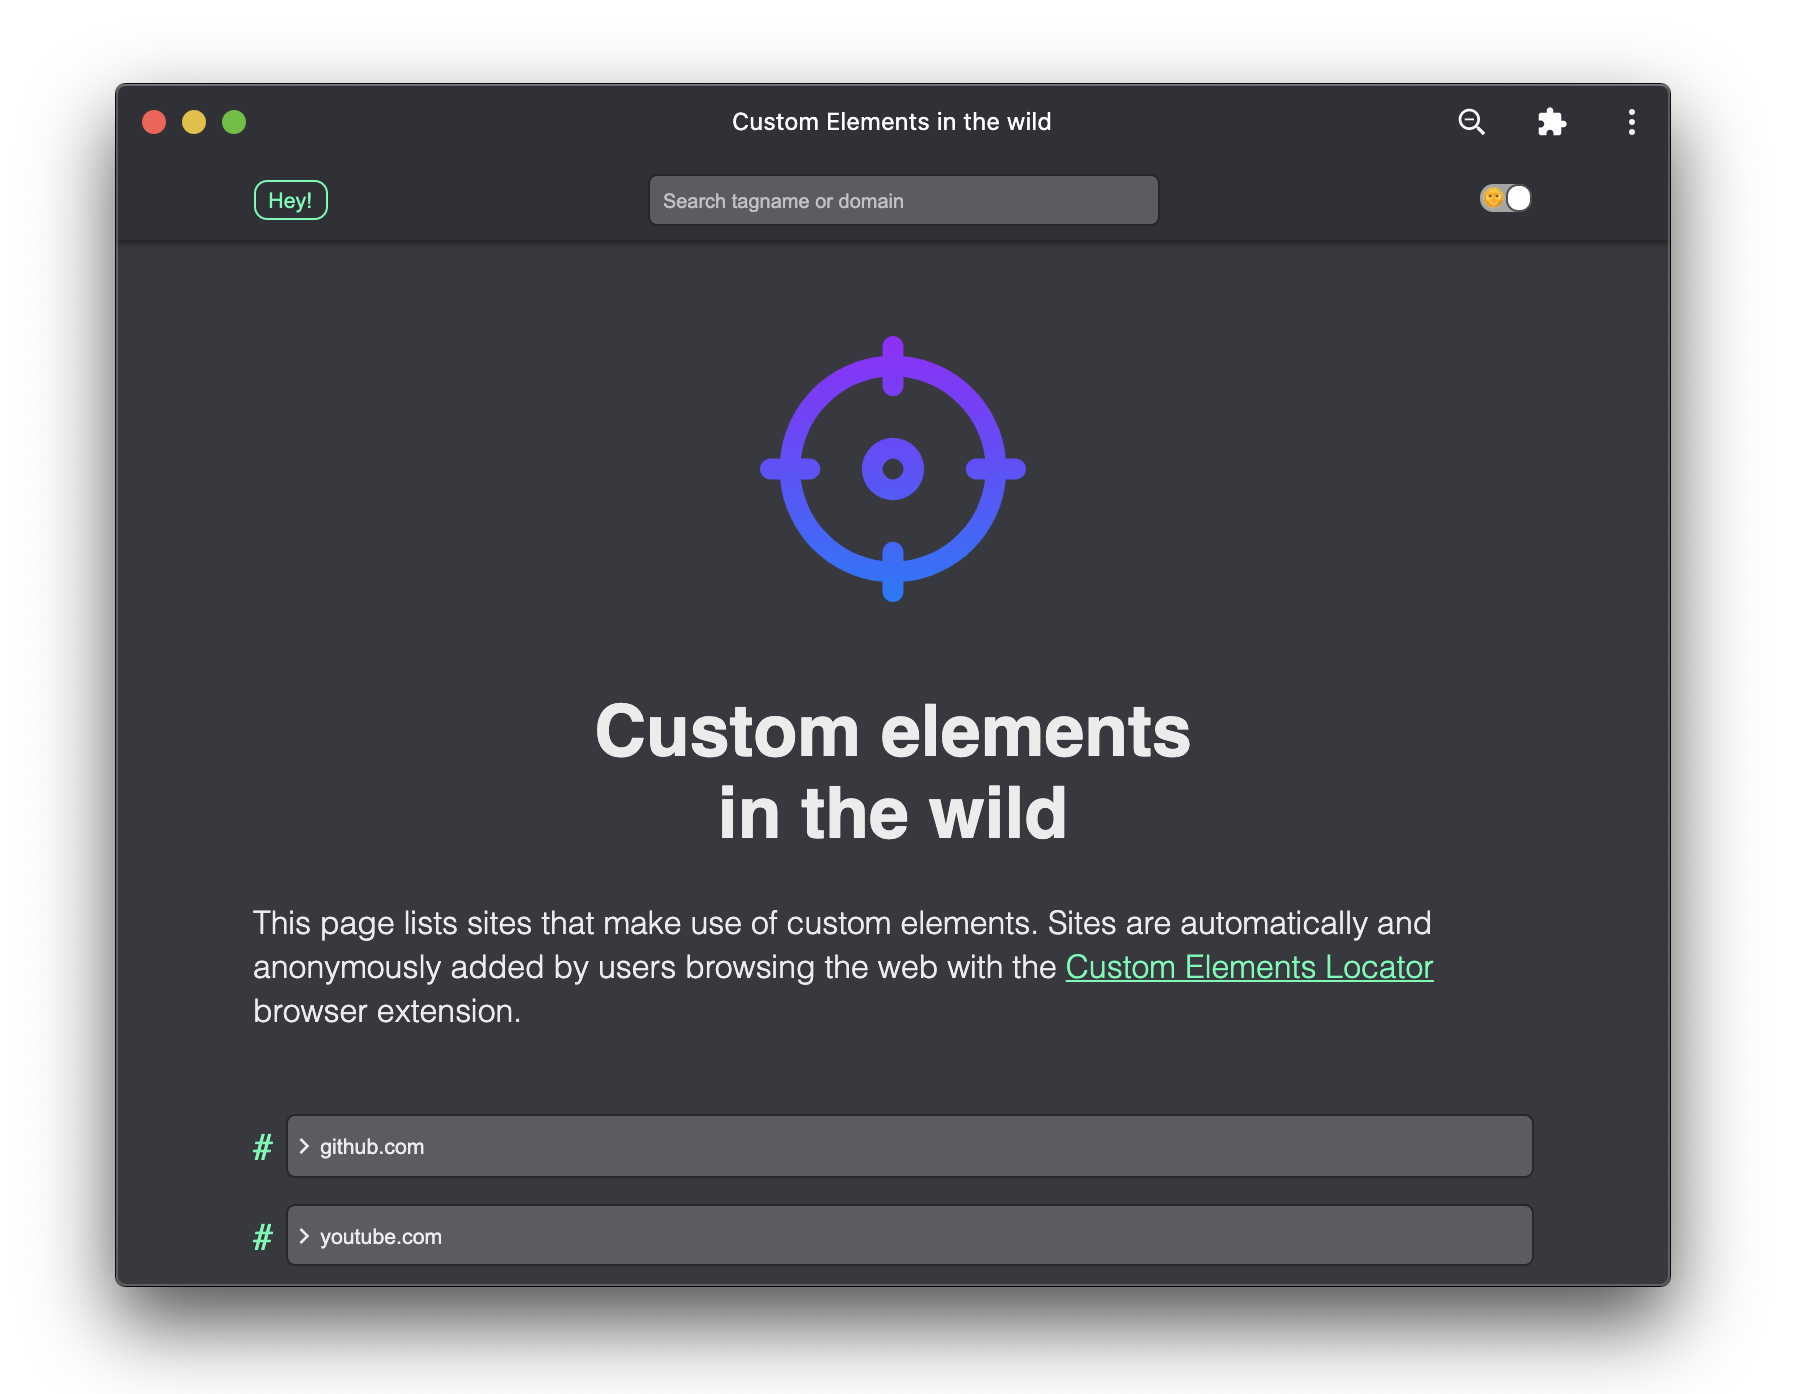 Custom Elements in the wild
Hey!
Search tagname or domain
Custom elements
in the wild
This page lists sites that make use of custom elements. Sites are automatically and
anonymously added by users browsing the web with the Custom Elements Locator
browser extension.
# github.com
# youtube.com